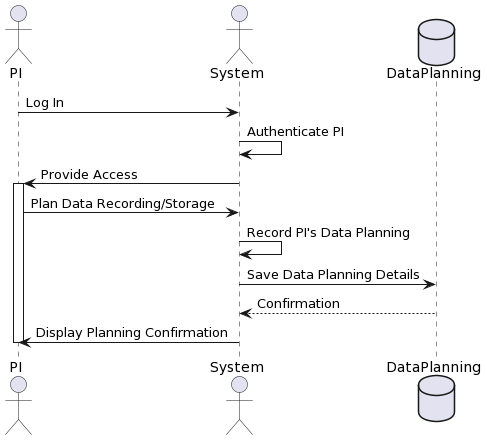 PI
System
DataPlanning
Log In
Authenticate PI
Provide Access
Plan Data Recording/Storage
Record PI's Data Planning
Save Data Planning Details
Confirmation
Display Planning Confirmation
PI
System
DataPlanning